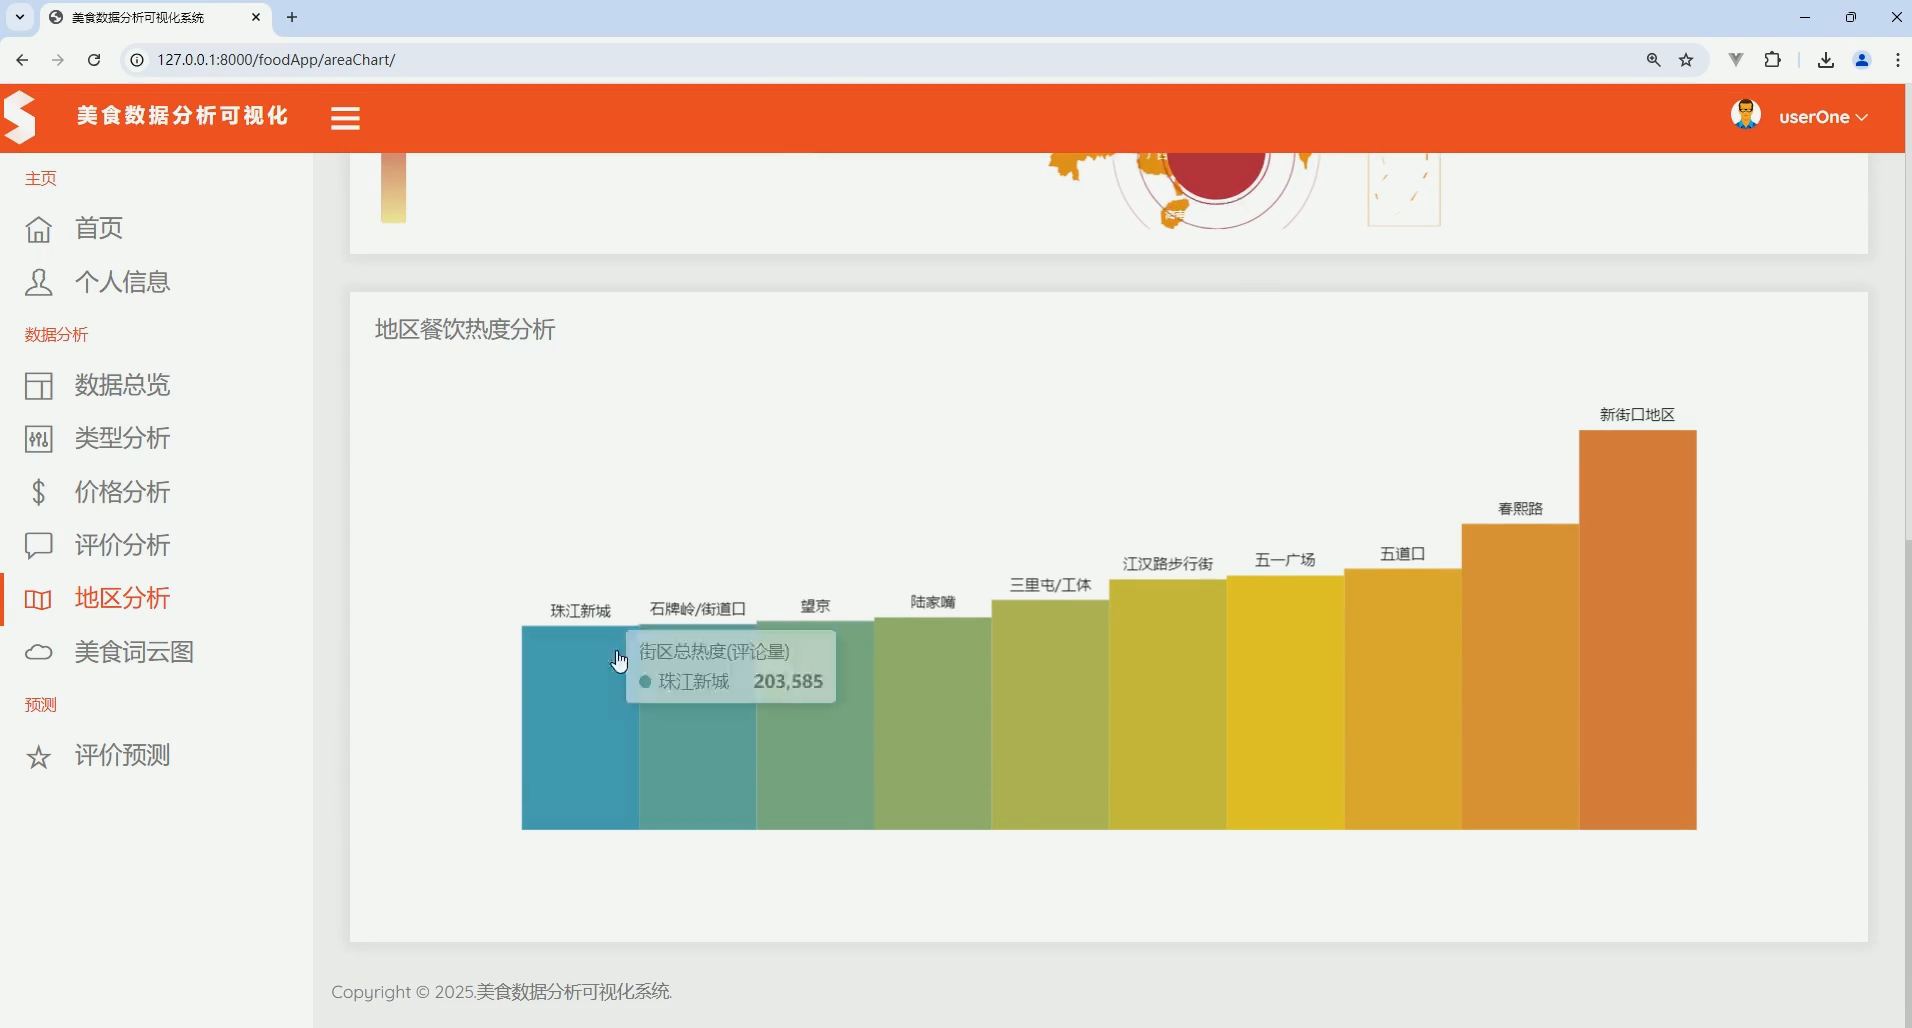 美食数据分析可视化系统
127.0.0.1:8000/foodApp/areaChart/
美食数据分析可视化
userOne
主页
首页
个人信息
数据分析
数据总览
类型分析
价格分析
评价分析
地区分析
美食词云图
预测
评价预测
地区餐饮热度分析
新街口地区
春熙路
五道口
五一广场
江汉路步行街
三里屯/工体
陆家嘴
望京
石牌岭/街道口
珠江新城
街区总热度(评论量)
珠江新城 203,585
Copyright © 2025.美食数据分析可视化系统.